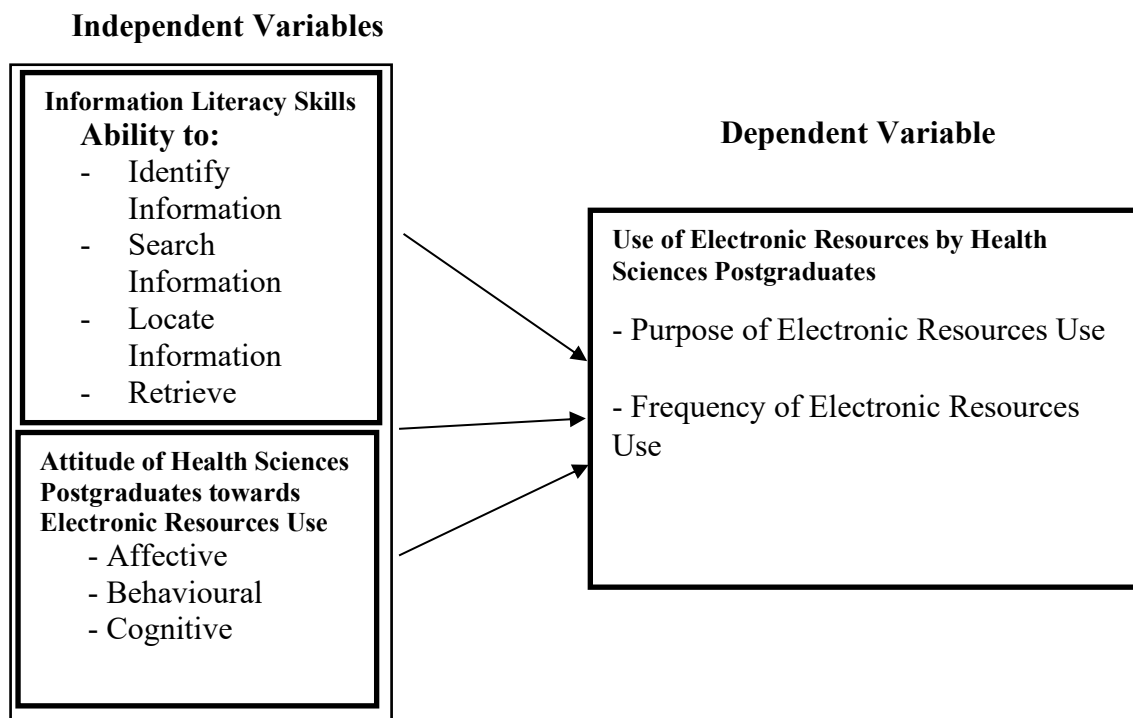 Independent Variables
Information Literacy Skills
Ability to:
- Identify
Information
- Search
Information
- Locate
Information
- Retrieve
Attitude of Health Sciences
Postgraduates towards
Electronic Resources Use
- Affective
- Behavioural
- Cognitive
Dependent Variable
Use of Electronic Resources by Health
Sciences Postgraduates
- Purpose of Electronic Resources Use
- Frequency of Electronic Resources
Use